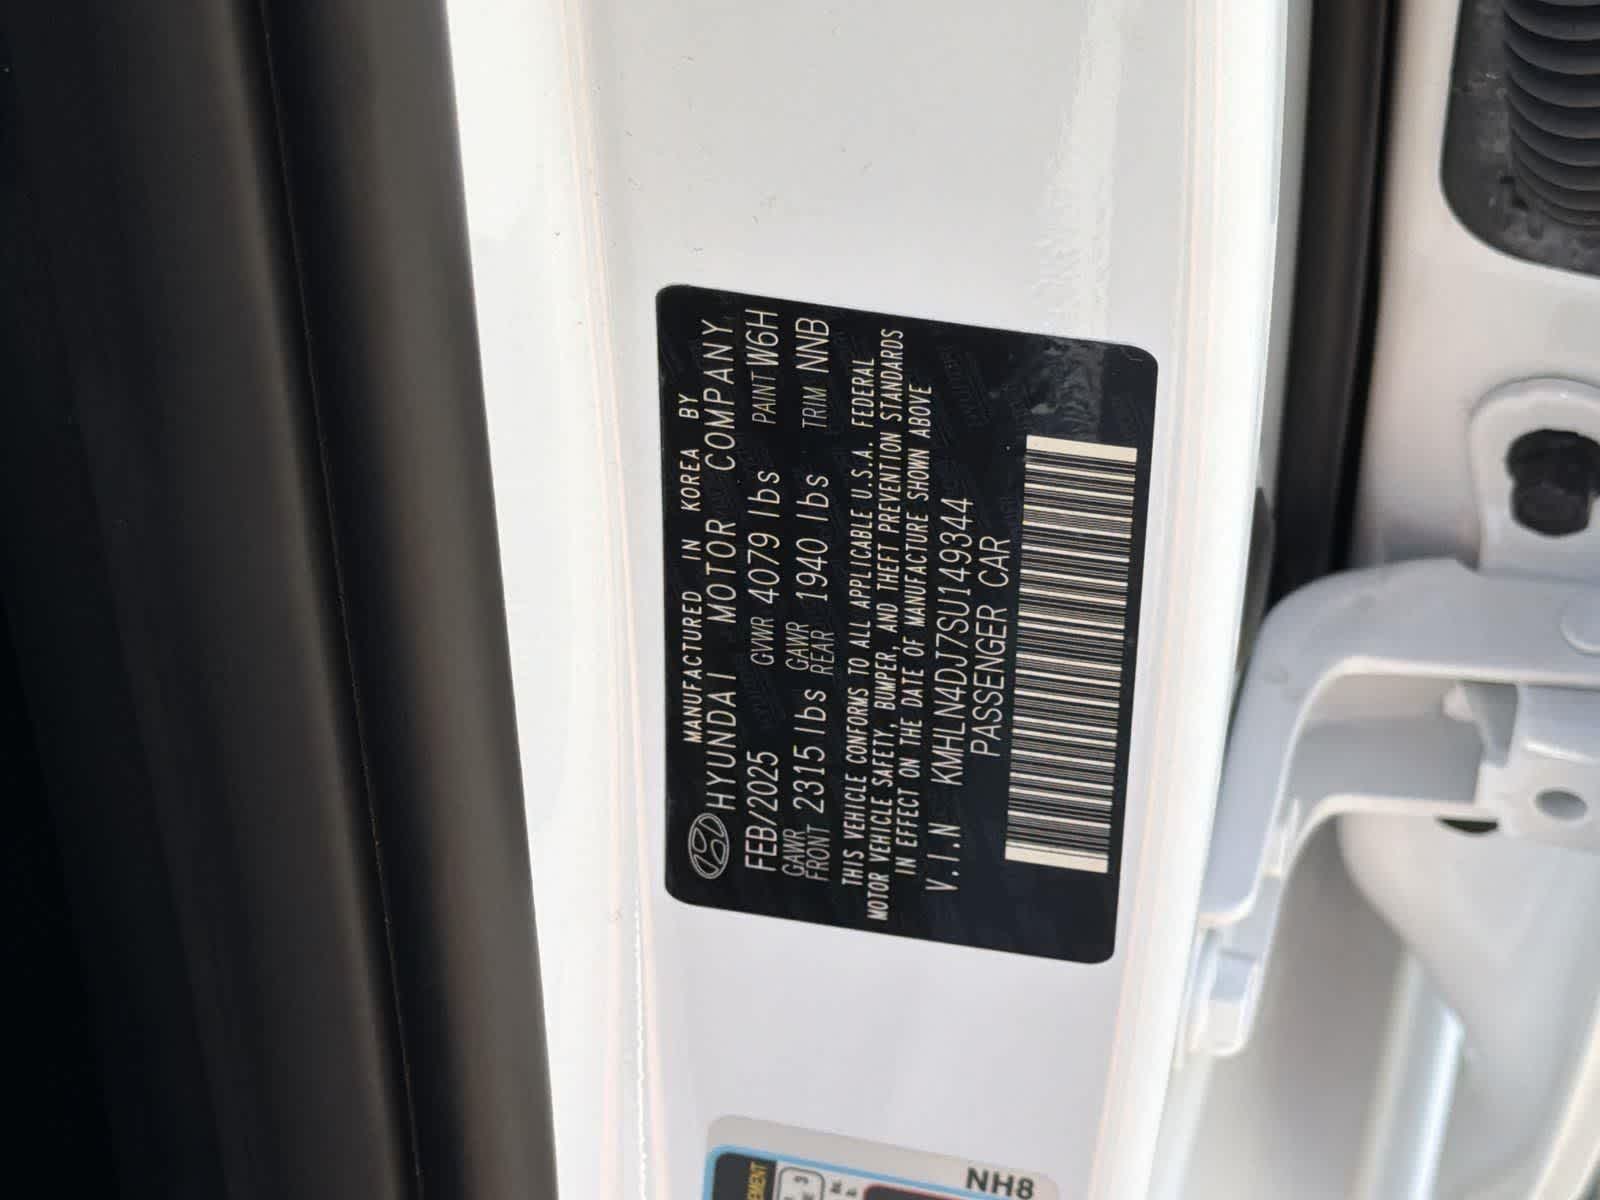 MANUFACTURED IN KOREA BY
HYUNDAI MOTOR COMPANY
FEB/2025 GVWR 4079 lbs PAINT W6H
GAWR FRONT 2315 lbs GAWR REAR 1940 lbs TRIM NNB
THIS VEHICLE CONFORMS TO ALL APPLICABLE U.S.A. FEDERAL
MOTOR VEHICLE SAFETY, BUMPER, AND THEFT PREVENTION STANDARDS
IN EFFECT ON THE DATE OF MANUFACTURE SHOWN ABOVE
V.I.N KMHLN4DJ7SU149344
PASSENGER CAR
NH8